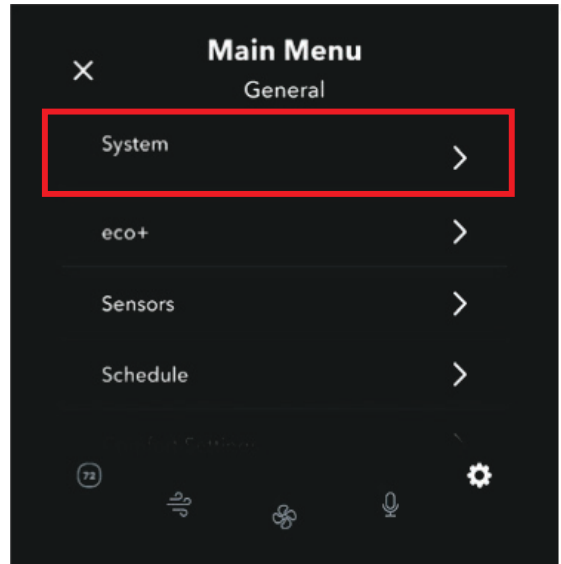 Main Menu
General
System
eco+
Sensors
Schedule
72